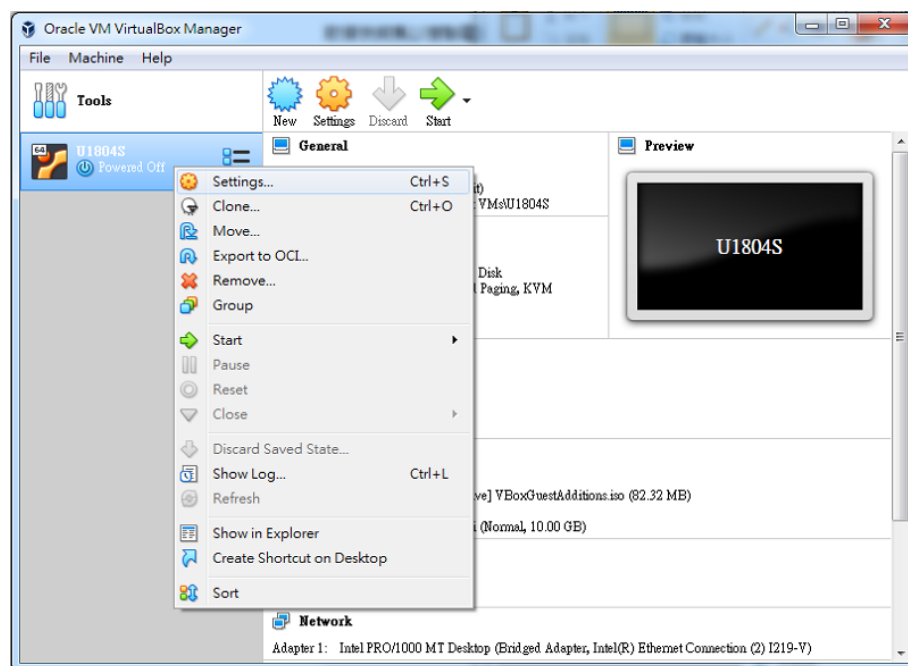 Oracle VM VirtualBox Manager
File Machine Help
Tools
New Settings Discard Start
64
U1804S
Powered Off
General
Preview
U1804S
it)
VMs\U1804S
Disk
Paging, KVM
Settings... Ctrl+S
Clone... Ctrl+O
Move...
Export to OCI...
Remove...
Group
Start
Pause
Reset
Close
Discard Saved State...
Show Log... Ctrl+L
Refresh
Show in Explorer
Create Shortcut on Desktop
Sort
ve] VBoxGuestAdditions.iso (82.32 MB)
i (Normal, 10.00 GB)
Network
Adapter 1: Intel PRO/1000 MT Desktop (Bridged Adapter, Intel(R) Ethernet Connection (2) I219-V)